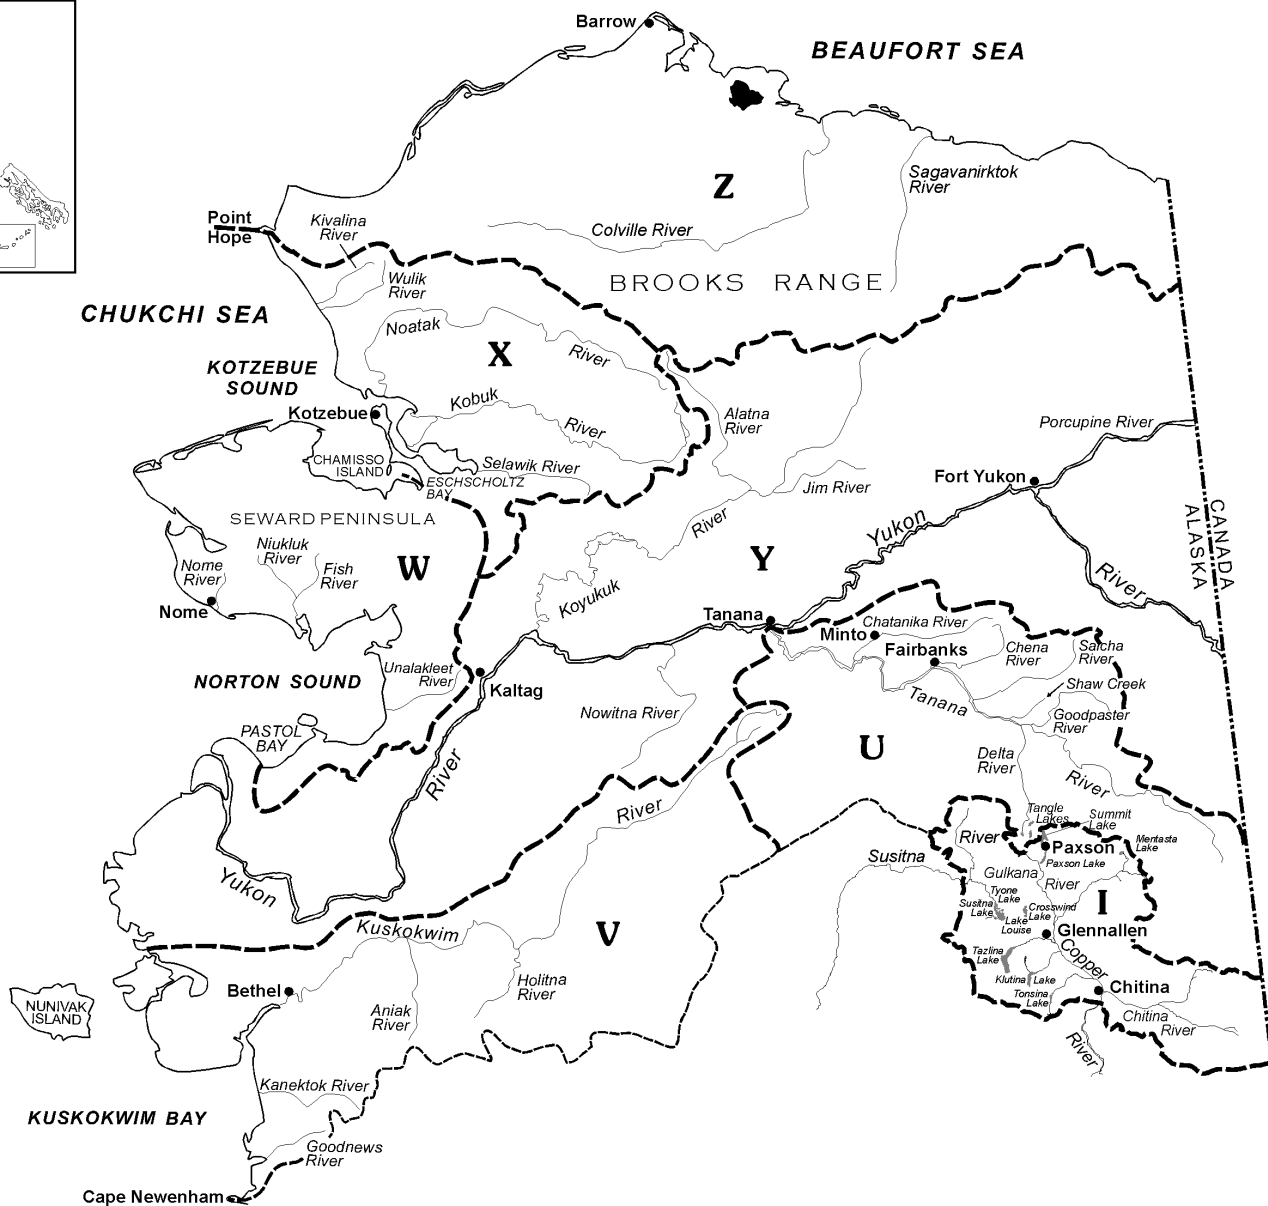 Barrow
BEAUFORT SEA
Z
Sagavanirktok
River
Point
Hope
Kivalina
River
Colville River
Wulik
River
BROOKS RANGE
CHUKCHI SEA
Noatak
River
X
KOTZEBUE
SOUND
Kotzebue
Kobuk
River
Alatna
River
Porcupine River
CHAMISSO
ISLAND
Selawik River
ESCHSCHOLTZ
BAY
Jim River
Fort Yukon
SEWARD PENINSULA
River
Yukon
CANADA
ALASKA
Niukluk
River
Nome
River
Fish
River
W
Y
Koyukuk
River
Nome
Tanana
Minto
Chatanika River
Fairbanks
Chena
River
Salcha
River
Unalakleet
River
NORTON SOUND
Kaltag
Shaw Creek
Tanana
Nowitna River
Goodpaster
River
PASTOL
BAY
U
Delta
River
River
River
River
Tangle
Lakes
Summit
Lake
River
Paxson
Mentasta
Lake
Paxson Lake
Susitna
Gulkana
River
Yukon
Tyone
Lake
Susitna
Lake
Crosswind
Lake
Lake
Louise
I
Kuskokwim
V
Glennallen
Copper
Tazlina
Lake
Klutina Lake
Bethel
Holitna
River
Chitina
Tonsina
Lake
NUNIVAK
ISLAND
Aniak
River
Chitina
River
River
Kanektok River
KUSKOKWIM BAY
Goodnews
River
Cape Newenham